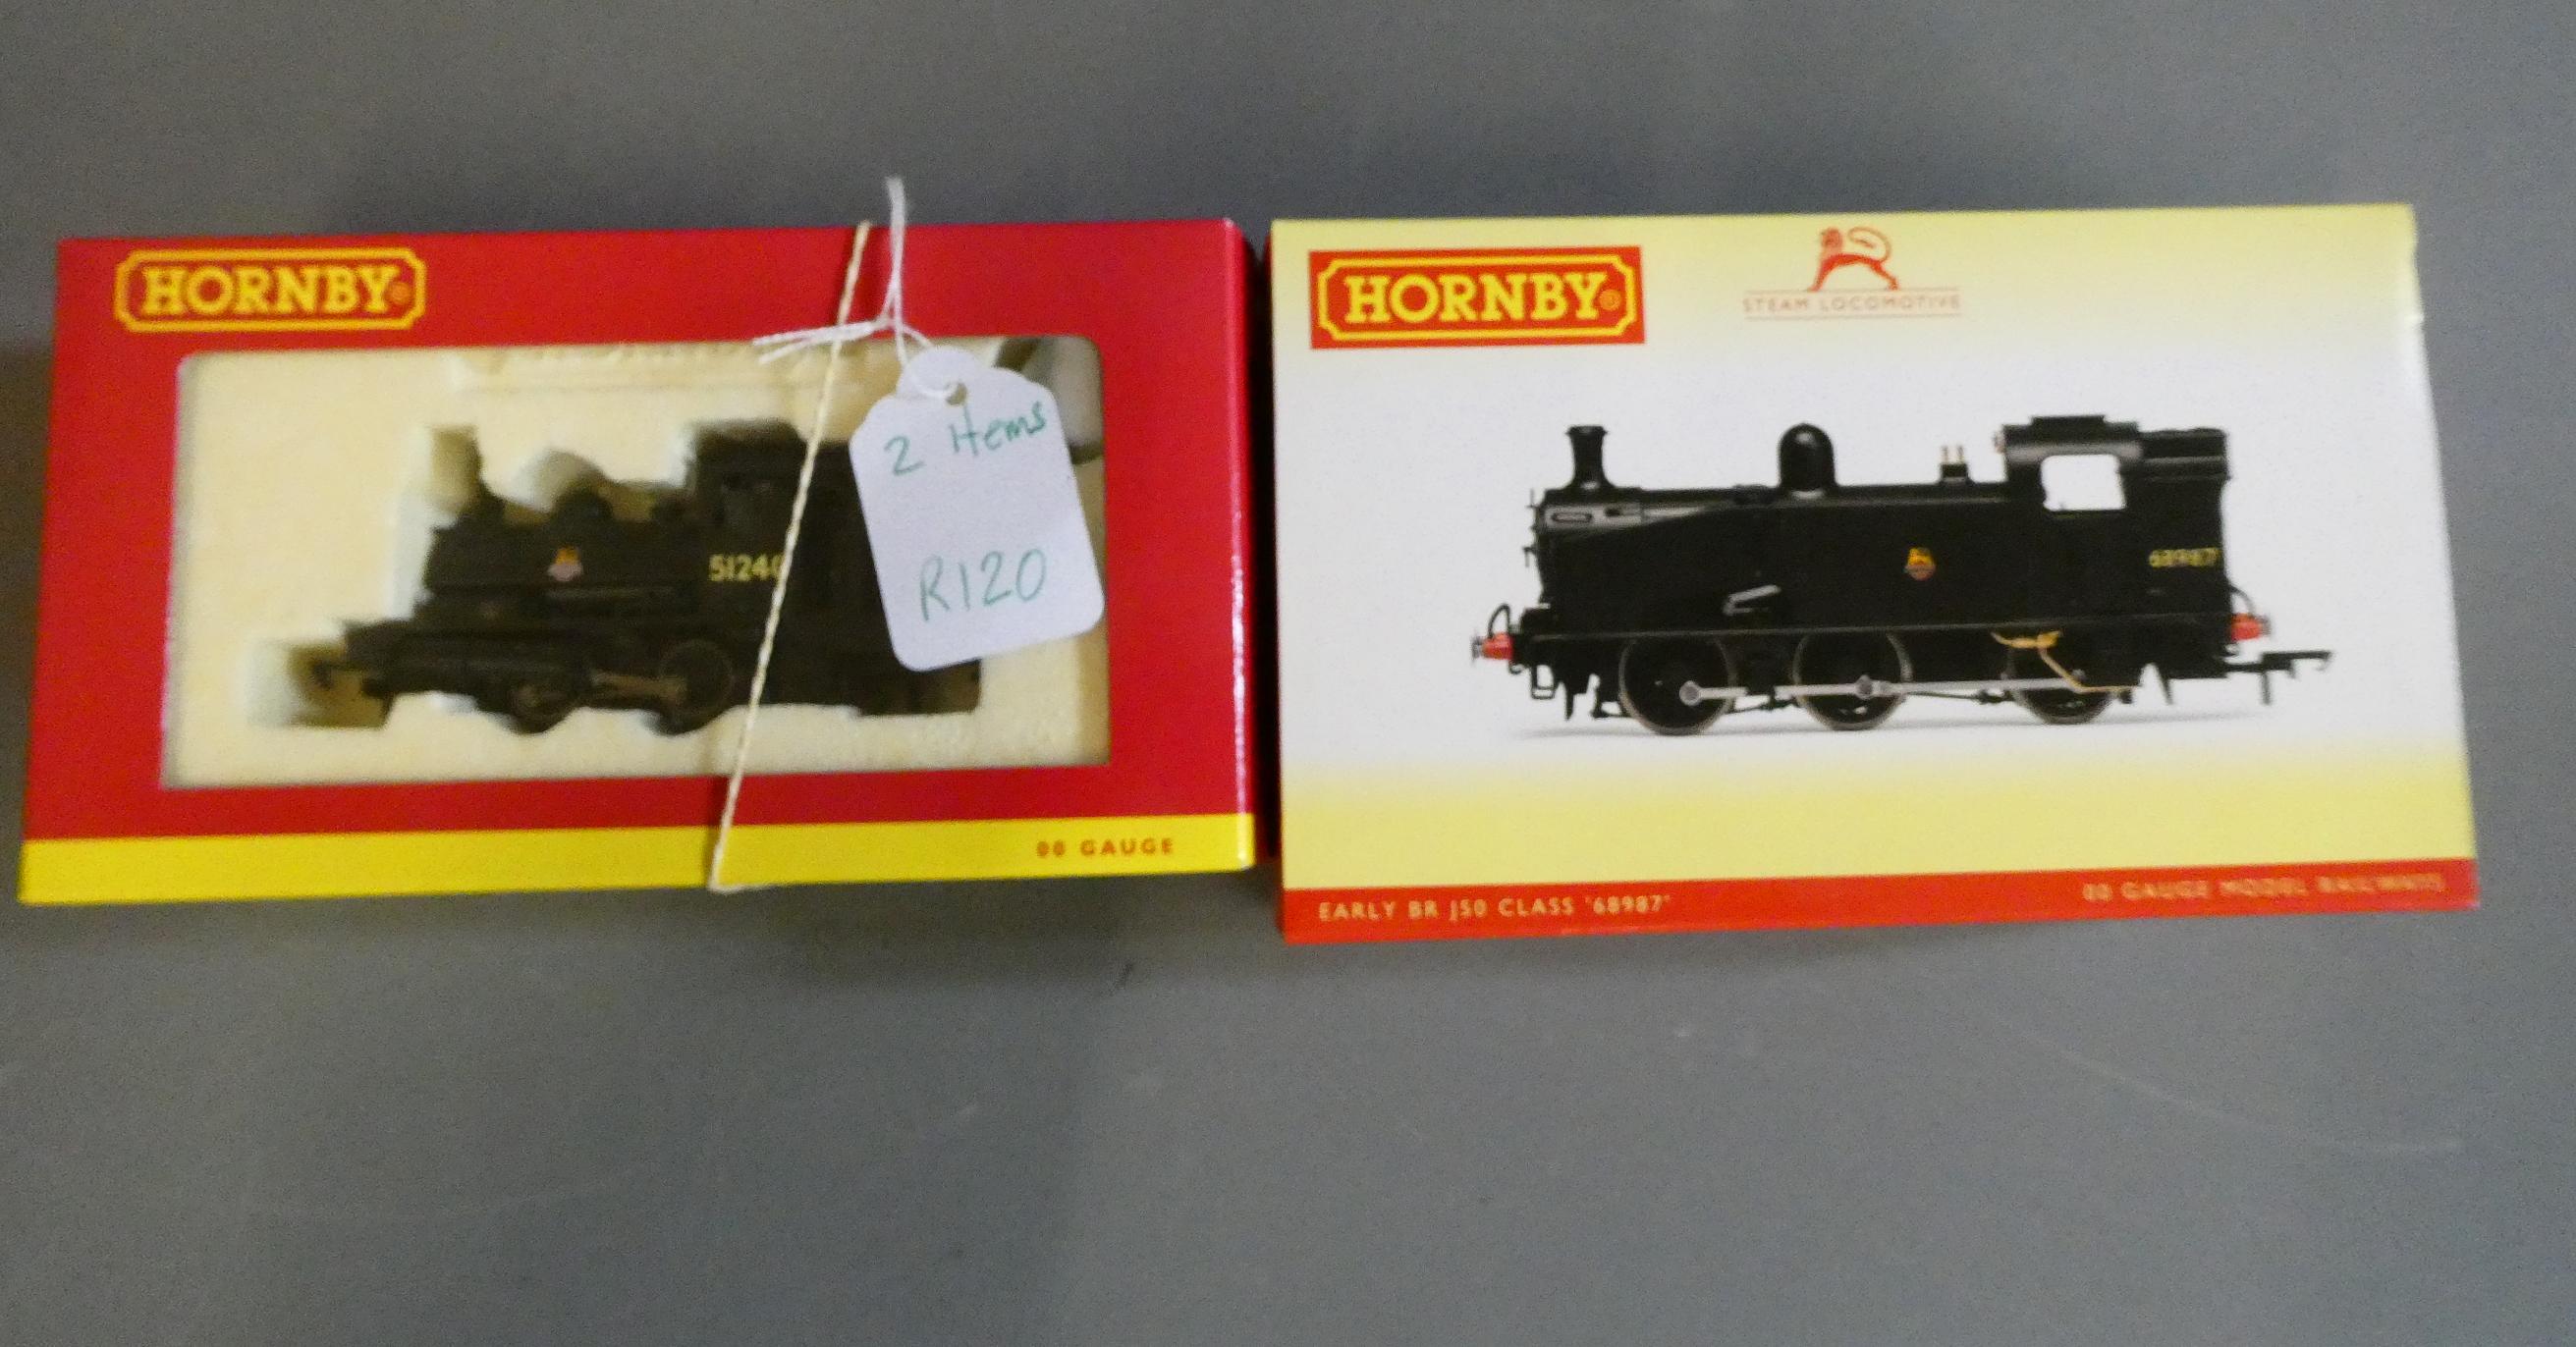 HORNBY
51240
2 Items
R120
00 GAUGE
HORNBY
STEAM LOCOMOTIVE
68987
EARLY BR J50 CLASS '68987'
00 GAUGE MODEL RAILWAYS